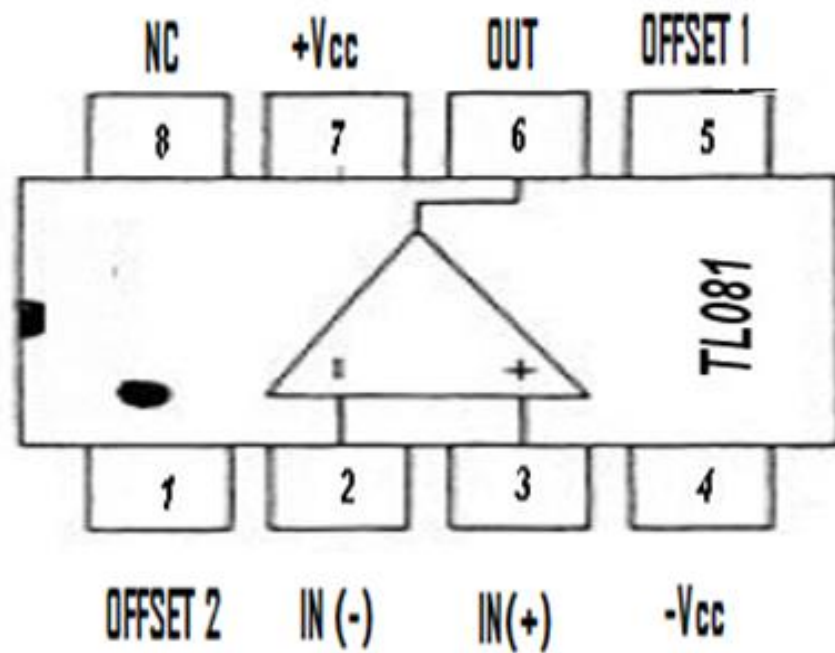 NC +Vcc OUT OFFSET 1
8 7 6 5
TL081
- +
1 2 3 4
OFFSET 2 IN (-) IN(+) -Vcc